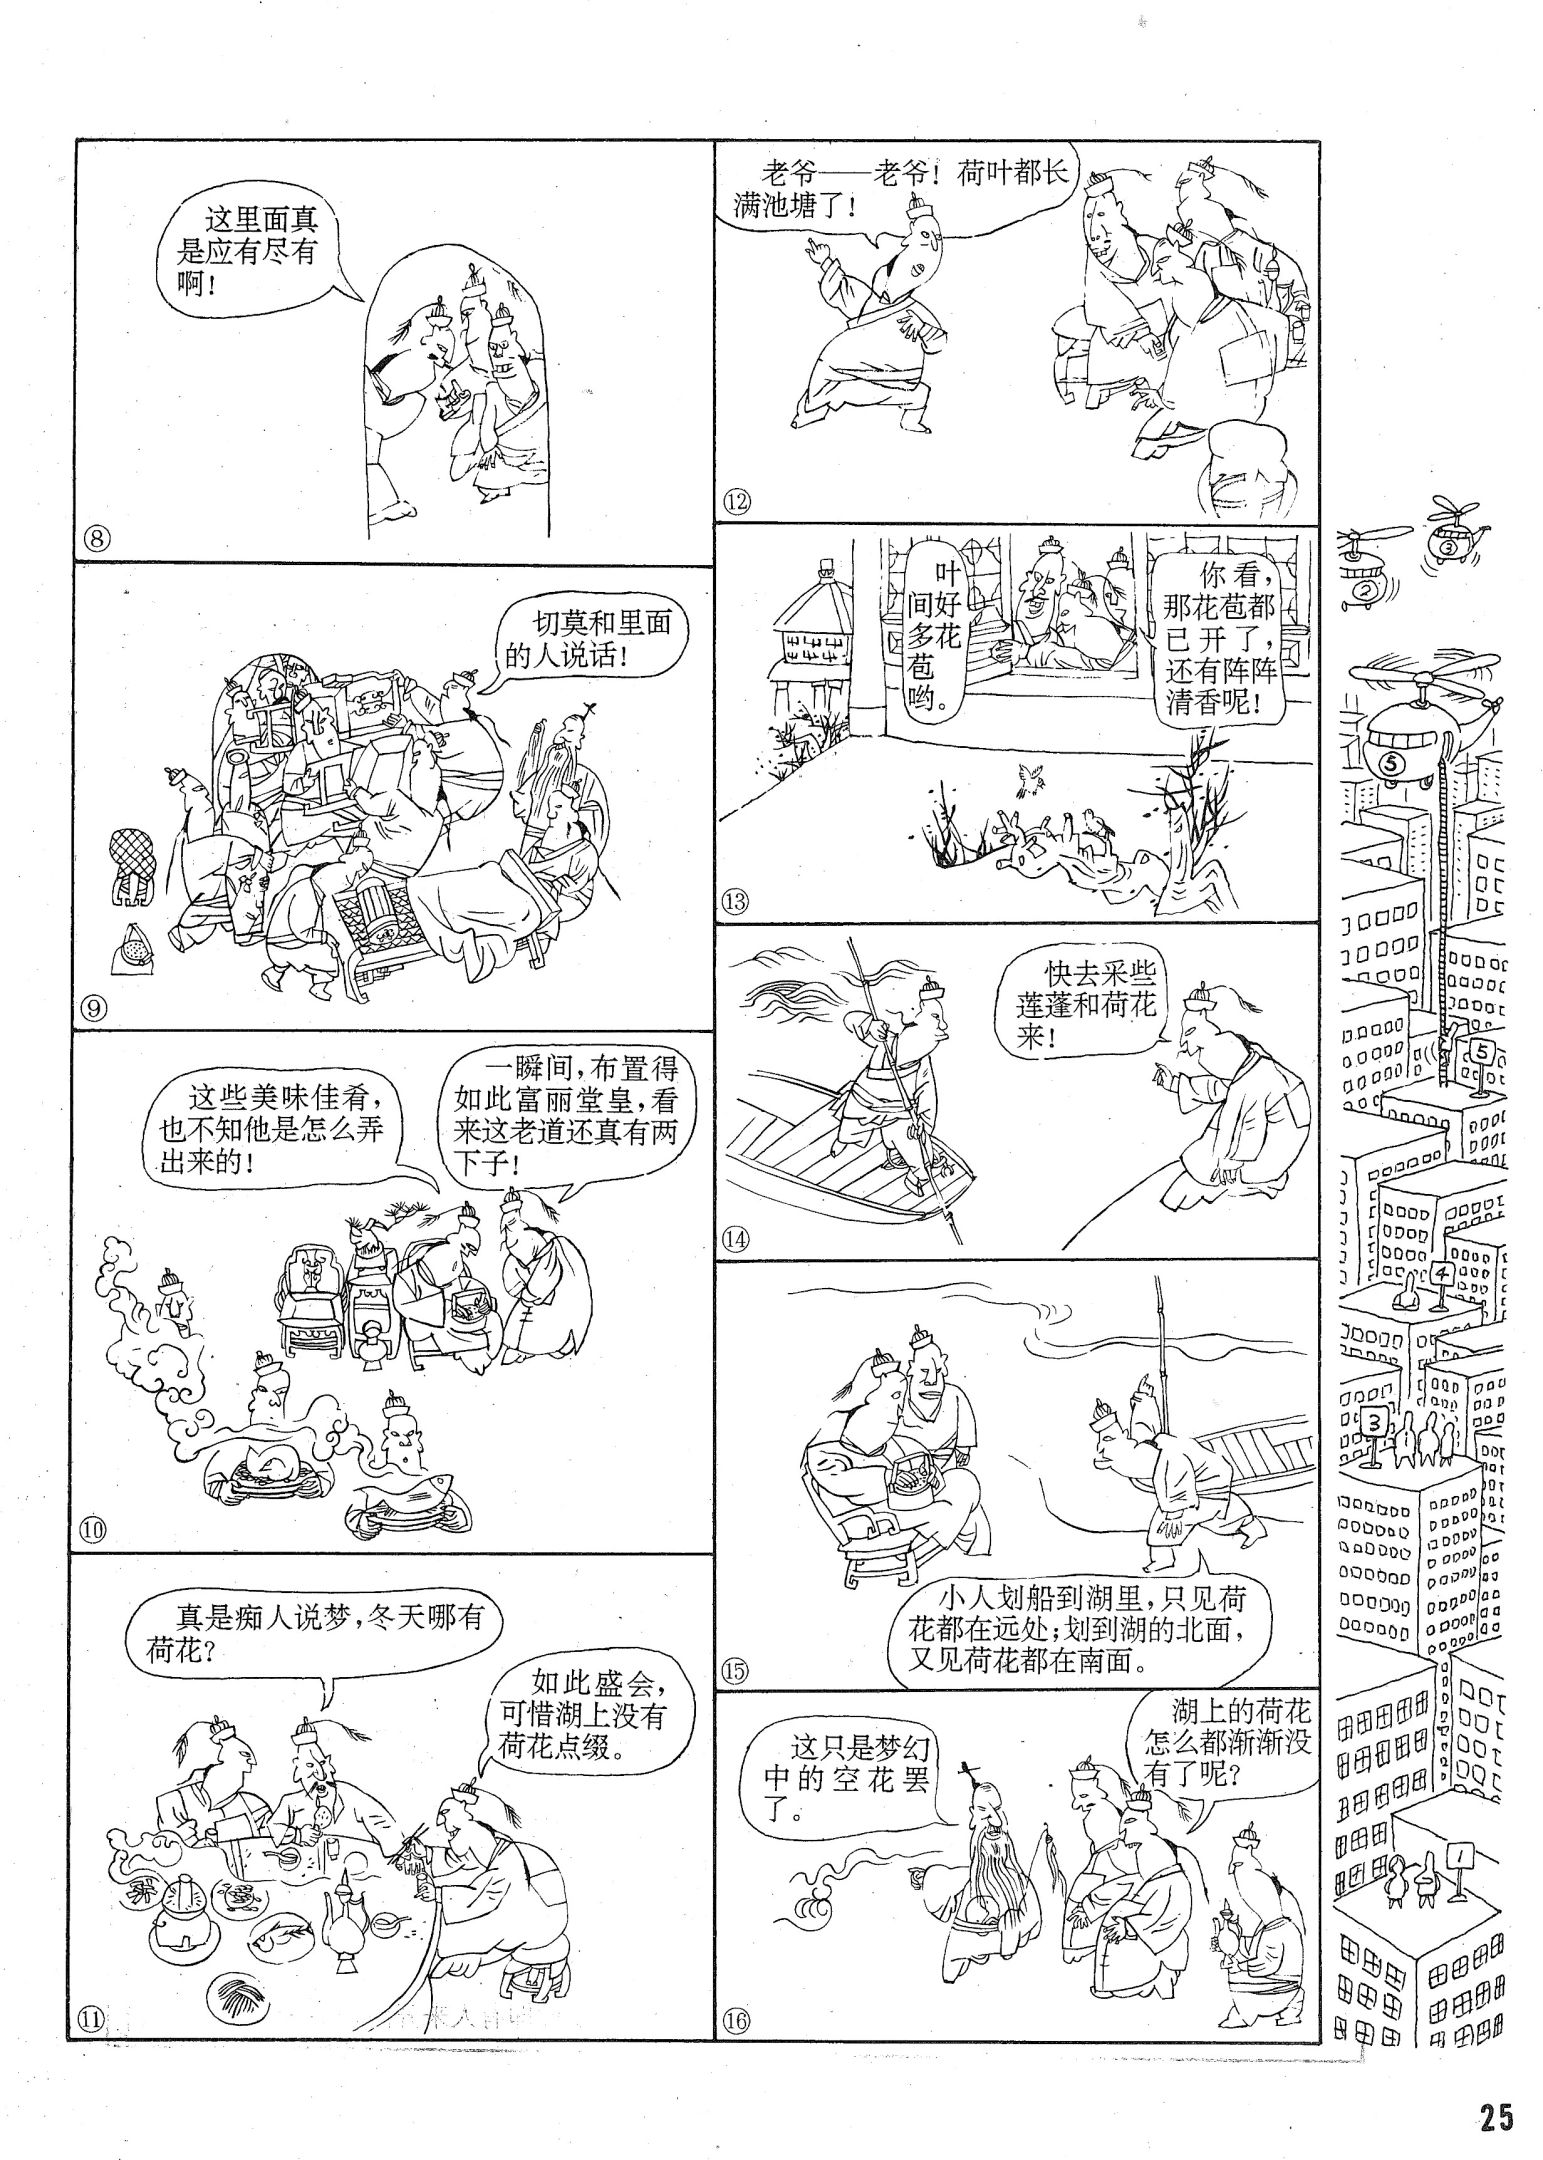 这里面真
是应有尽有
啊!
⑧
切莫和里面
的人说话!
⑨
这些美味佳肴,
也不知他是怎么弄
出来的!
一瞬间,布置得
如此富丽堂皇,看
来这老道还真有两
下子!
⑩
真是痴人说梦,冬天哪有
荷花?
如此盛会,
可惜湖上没有
荷花点缀。
⑪
老爷——老爷!荷叶都长
满池塘了!
⑫
叶好花
间多苞哟。
你看,
那花苞都
已开了,
还有阵阵
清香呢!
⑬
快去采些
莲蓬和荷花
来!
⑭
小人划船到湖里,只见荷
花都在远处;划到湖的北面,
又见荷花都在南面。
⑮
这只是梦幻
中的空花罢
了。
湖上的荷花
怎么都渐渐没
有了呢?
⑯
2
3
5
5
4
3
1
25